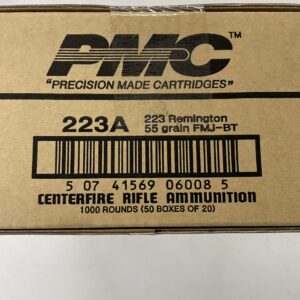 PMC
"PRECISION MADE CARTRIDGES"
223A 223 Remington
55 grain FMJ-BT
5 07 41569 06008 5
CENTERFIRE RIFLE AMMUNITION
1000 ROUNDS (50 BOXES OF 20)